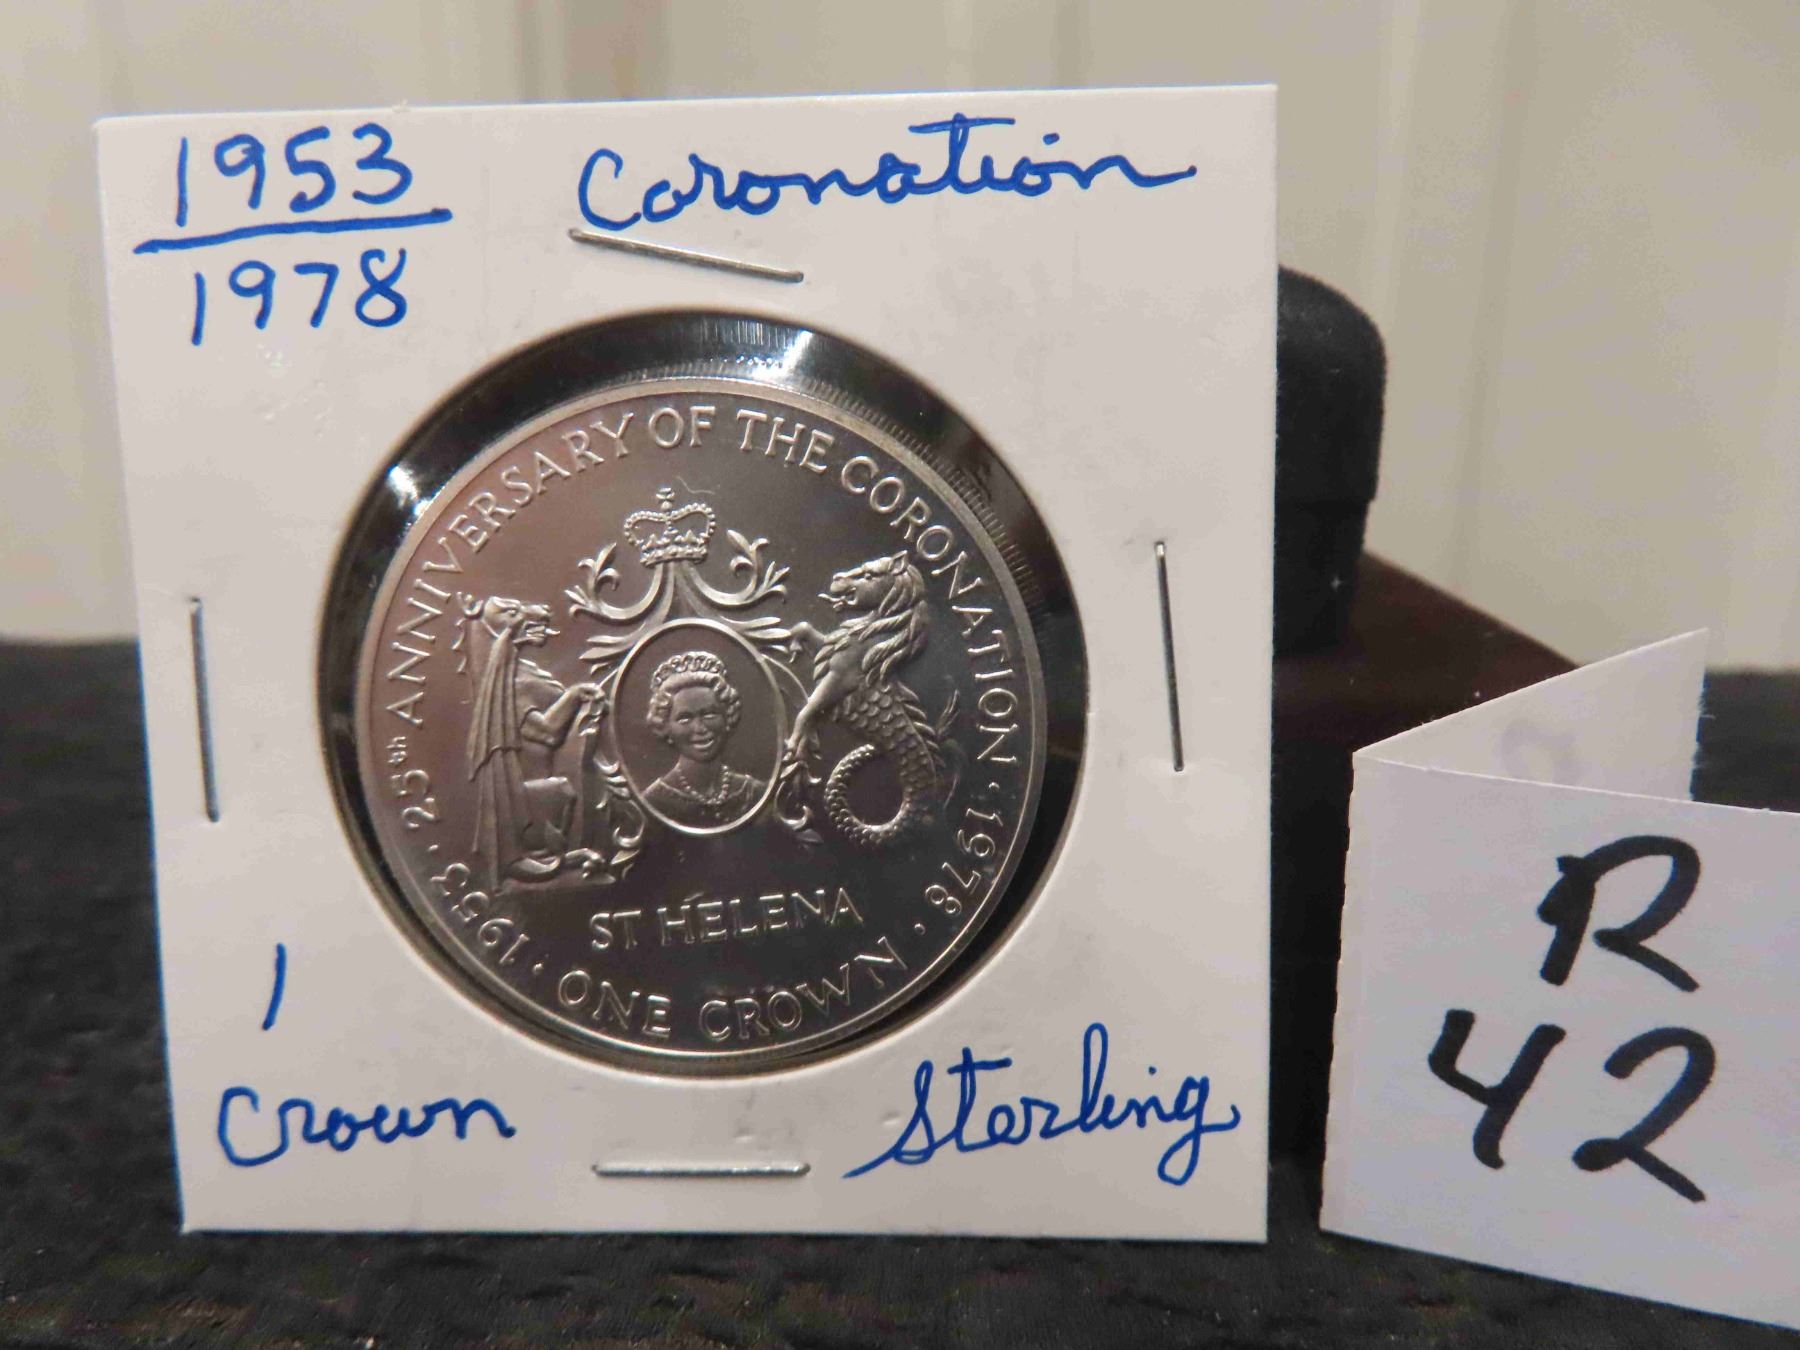 1953
1978
Coronation
25th ANNIVERSARY OF THE CORONATION · 1978 ·
1953 · ONE CROWN
ST HELENA
1
Crown
Sterling
R
42